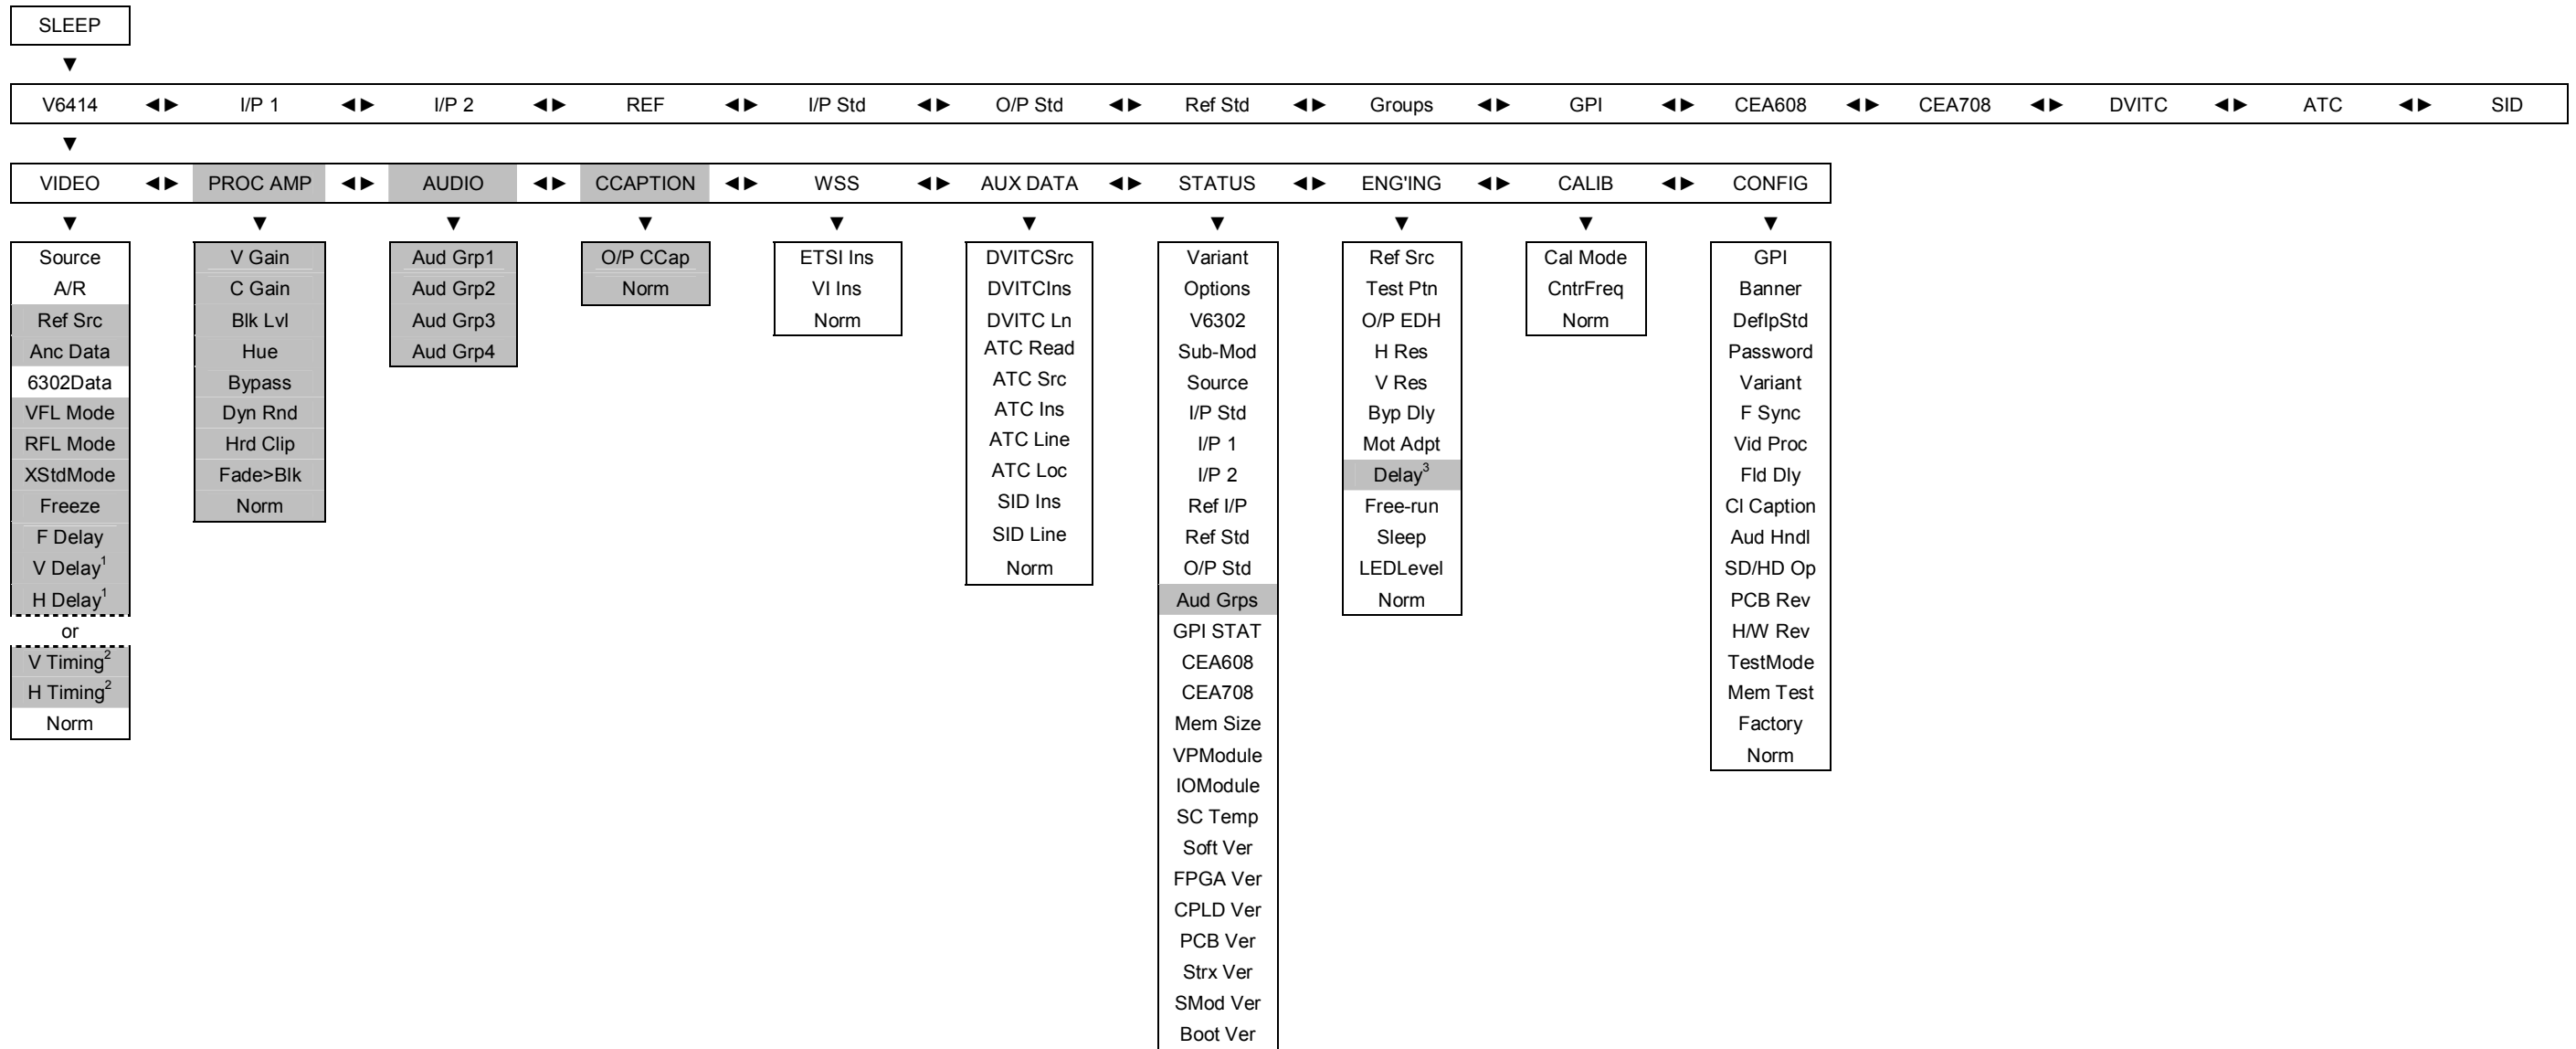 SLEEP
▼
V6414 ◄► I/P 1 ◄► I/P 2 ◄► REF ◄► I/P Std ◄► O/P Std ◄► Ref Std ◄► Groups ◄► GPI ◄► CEA608 ◄► CEA708 ◄► DVITC ◄► ATC ◄► SID
▼
VIDEO ◄► PROC AMP ◄► AUDIO ◄► CCAPTION ◄► WSS ◄► AUX DATA ◄► STATUS ◄► ENG'ING ◄► CALIB ◄► CONFIG
▼ ▼ ▼ ▼ ▼ ▼ ▼ ▼ ▼ ▼
Source
A/R
Ref Src
Anc Data
6302Data
VFL Mode
RFL Mode
XStdMode
Freeze
F Delay
V Delay1
H Delay1
or
V Timing2
H Timing2
Norm
V Gain
C Gain
Blk Lvl
Hue
Bypass
Dyn Rnd
Hrd Clip
Fade>Blk
Norm
Aud Grp1
Aud Grp2
Aud Grp3
Aud Grp4
O/P CCap
Norm
ETSI Ins
VI Ins
Norm
DVITCSrc
DVITCIns
DVITC Ln
ATC Read
ATC Src
ATC Ins
ATC Line
ATC Loc
SID Ins
SID Line
Norm
Variant
Options
V6302
Sub-Mod
Source
I/P Std
I/P 1
I/P 2
Ref I/P
Ref Std
O/P Std
Aud Grps
GPI STAT
CEA608
CEA708
Mem Size
VPModule
IOModule
SC Temp
Soft Ver
FPGA Ver
CPLD Ver
PCB Ver
Strx Ver
SMod Ver
Boot Ver
Ref Src
Test Ptn
O/P EDH
H Res
V Res
Byp Dly
Mot Adpt
Delay3
Free-run
Sleep
LEDLevel
Norm
Cal Mode
CntrFreq
Norm
GPI
Banner
DefIpStd
Password
Variant
F Sync
Vid Proc
Fld Dly
Cl Caption
Aud Hndl
SD/HD Op
PCB Rev
H/W Rev
TestMode
Mem Test
Factory
Norm